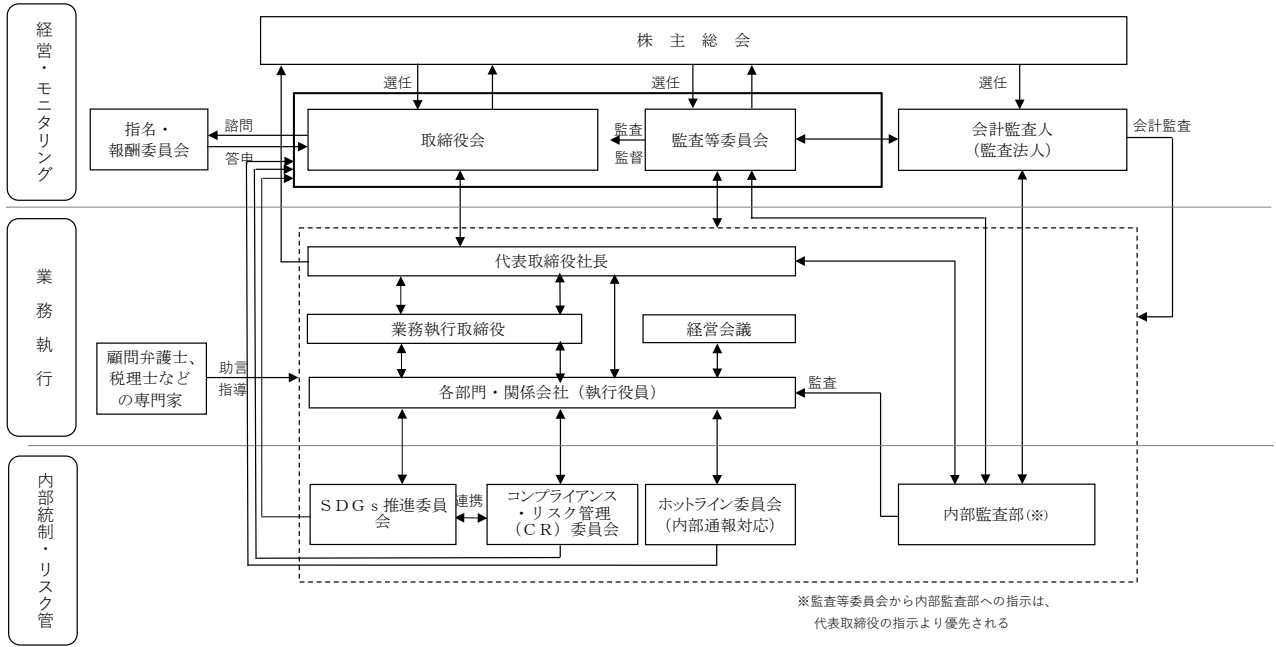 経営・モニタリング
株 主 総 会
選任
選任
選任
指名・
報酬委員会
諮問
答申
取締役会
監査
監督
監査等委員会
会計監査人
(監査法人)
会計監査
業務執行
代表取締役社長
業務執行取締役
経営会議
顧問弁護士、
税理士など
の専門家
助言
指導
各部門・関係会社(執行役員)
監査
内部統制・リスク管
SDGs推進委員
会
連携
コンプライアンス
・リスク管理
(CR)委員会
ホットライン委員会
(内部通報対応)
内部監査部(※)
※監査等委員会から内部監査部への指示は、
代表取締役の指示より優先される